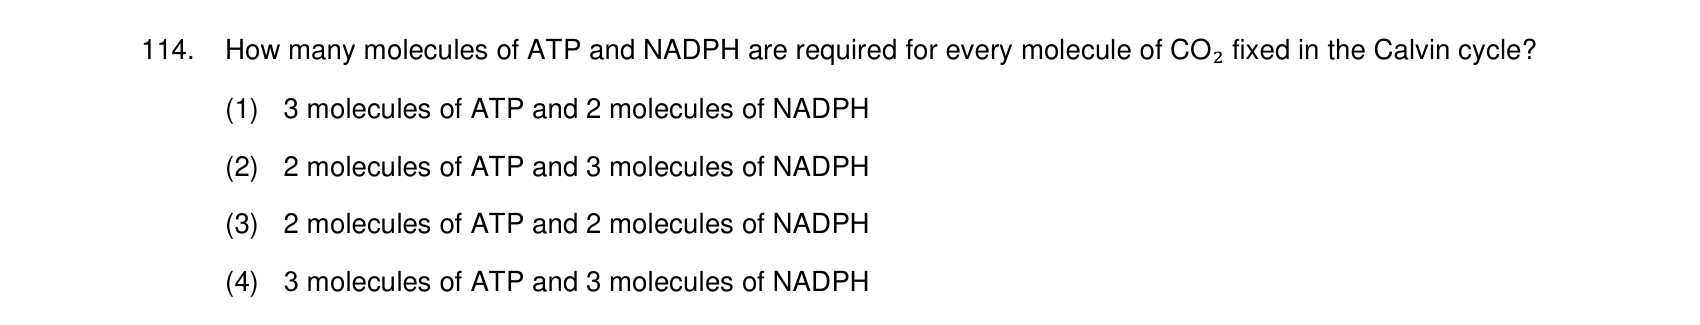 114. How many molecules of ATP and NADPH are required for every molecule of CO₂ fixed in the Calvin cycle?
(1) 3 molecules of ATP and 2 molecules of NADPH
(2) 2 molecules of ATP and 3 molecules of NADPH
(3) 2 molecules of ATP and 2 molecules of NADPH
(4) 3 molecules of ATP and 3 molecules of NADPH